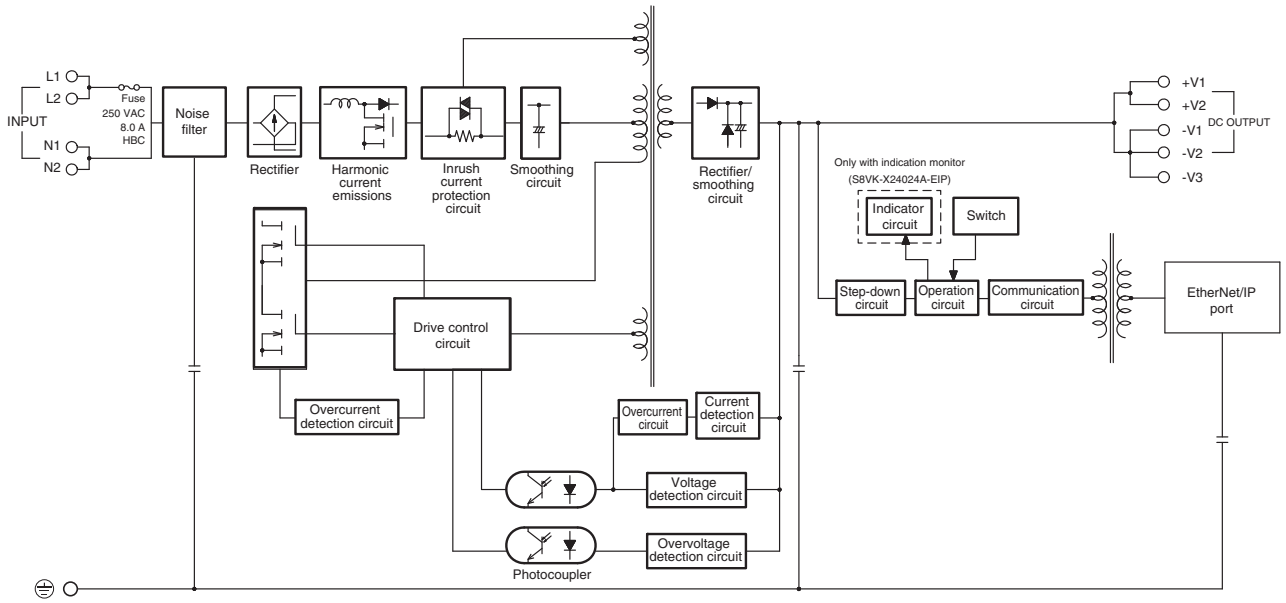 L1
L2
INPUT
N1
N2
Fuse
250 VAC
8.0 A
HBC
Noise
filter
Rectifier
Harmonic
current
emissions
Inrush
current
protection
circuit
Smoothing
circuit
Rectifier/
smoothing
circuit
+V1
+V2
-V1
DC OUTPUT
-V2
-V3
Only with indication monitor
(S8VK-X24024A-EIP)
Indicator
circuit
Switch
Step-down
circuit
Operation
circuit
Communication
circuit
EtherNet/IP
port
Drive control
circuit
Overcurrent
detection circuit
Overcurrent
circuit
Current
detection
circuit
Voltage
detection circuit
Overvoltage
detection circuit
Photocoupler